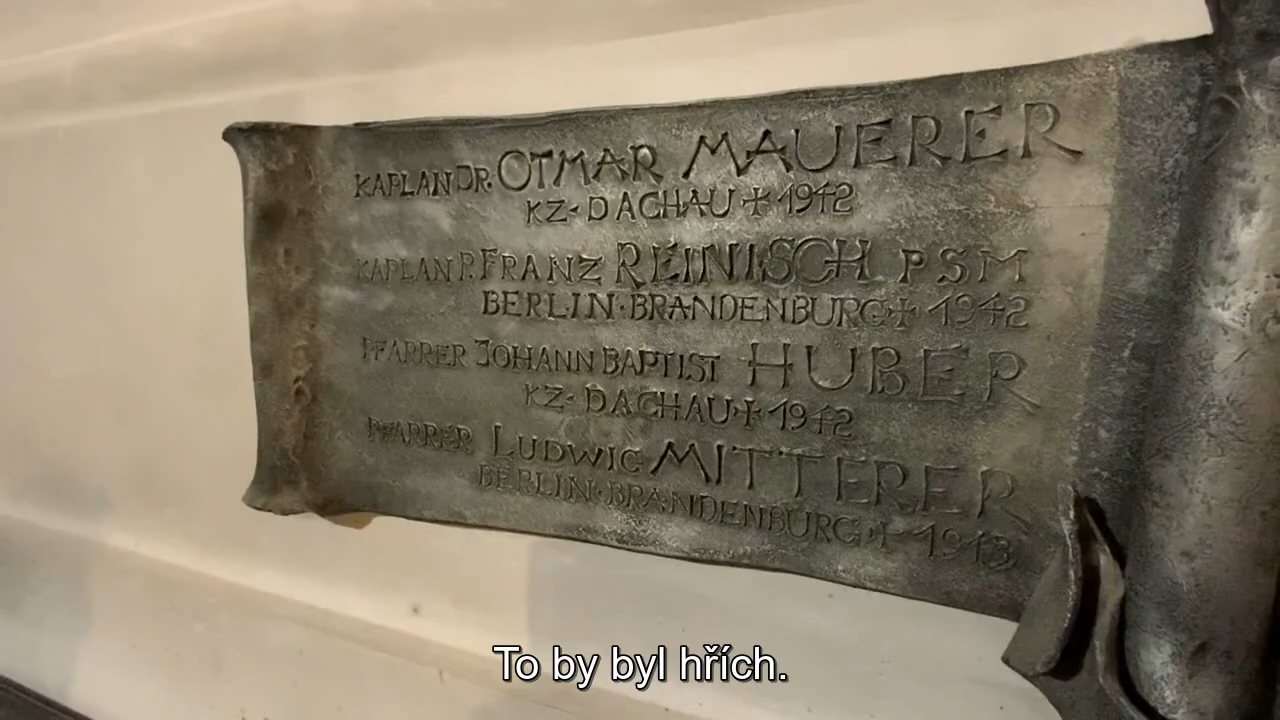 KAPLAN DR. OTMAR MAUERER
KZ-DACHAU † 1942
KAPLAN P. FRANZ REINISCH PSM
BERLIN·BRANDENBURG † 1942
PFARRER JOHANN BAPTIST HUBER
KZ-DACHAU † 1942
PFARRER LUDWIG MITTERER
BERLIN·BRANDENBURG † 1943
To by byl hřích.